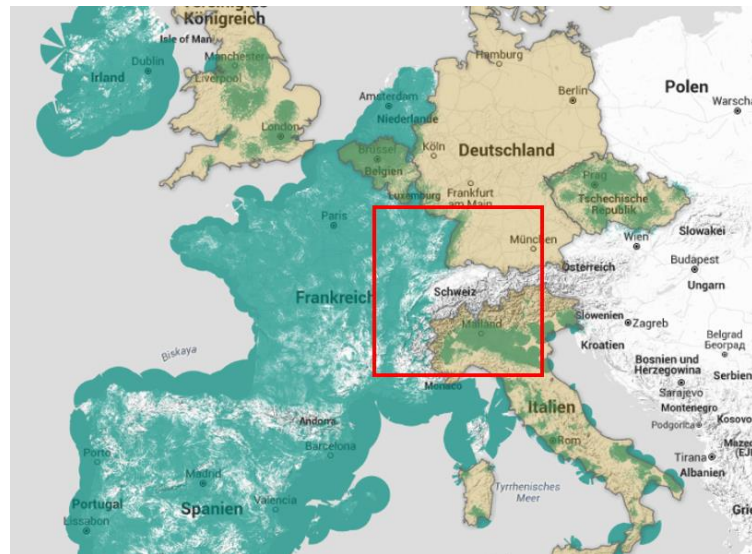 Königreich
Isle of Man
Dublin
Manchester
Irland
Liverpool
Hamburg
Berlin
Polen
Amsterdam
Niederlande
London
Brüssel
Köln
Deutschland
Belgien
Prag
Frankfurt
am Main
Tschechische
Republik
Luxemburg
Paris
München
Wien
Slowakei
Budapest
Österreich
Ungarn
Schweiz
Frankreich
Mailand
Slowenien
Zagreb
Kroatien
Belgrad
Београд
Biskaya
Bosnien und
Herzegowina
Serbien
Monaco
Sarajevo
Italien
Montenegro
Andorra
Podgorica
Kosovo
Rom
Porto
Barcelona
Tirana
Albanien
Madrid
Tyrrhenisches
Meer
Portugal
Spanien
Valencia
Lissabon